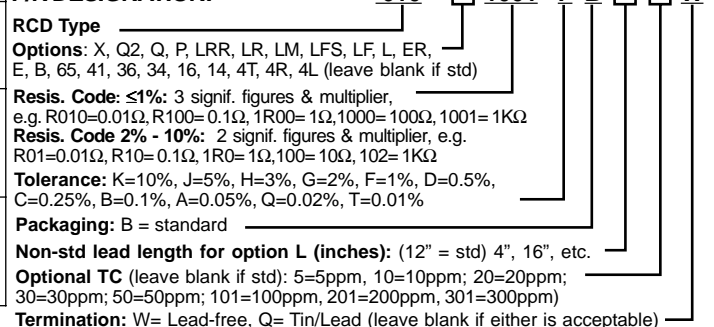 RCD Type
Options: X, Q2, Q, P, LRR, LR, LM, LFS, LF, L, ER,
E, B, 65, 41, 36, 34, 16, 14, 4T, 4R, 4L (leave blank if std)
Resis. Code: ≤1%: 3 signif. figures & multiplier,
e.g. R010=0.01Ω, R100= 0.1Ω, 1R00= 1Ω,1000= 100Ω, 1001= 1KΩ
Resis. Code 2% - 10%: 2 signif. figures & multiplier, e.g.
R01=0.01Ω, R10= 0.1Ω, 1R0= 1Ω,100= 10Ω, 102= 1KΩ
Tolerance: K=10%, J=5%, H=3%, G=2%, F=1%, D=0.5%,
C=0.25%, B=0.1%, A=0.05%, Q=0.02%, T=0.01%
Packaging: B = standard
Non-std lead length for option L (inches): (12” = std) 4”, 16”, etc.
Optional TC (leave blank if std): 5=5ppm, 10=10ppm; 20=20ppm;
30=30ppm; 50=50ppm; 101=100ppm, 201=200ppm, 301=300ppm)
Termination: W= Lead-free, Q= Tin/Lead (leave blank if either is acceptable)